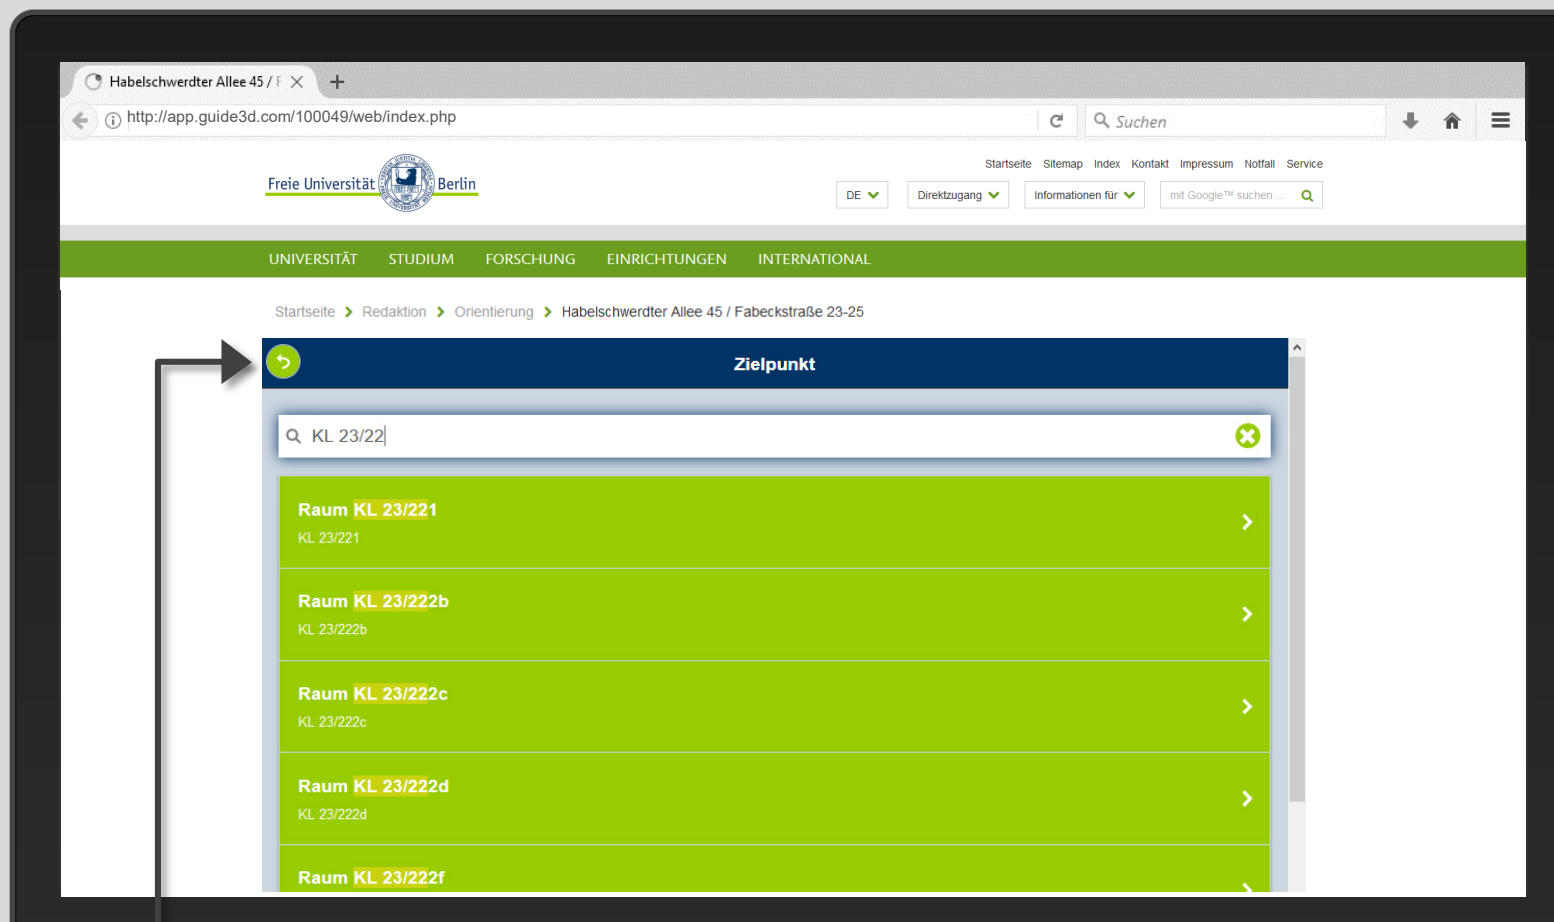 Habelschwerdter Allee 45 / F
http://app.guide3d.com/100049/web/index.php
Suchen
Startseite Sitemap Index Kontakt Impressum Notfall Service
Freie Universität Berlin
DE Direktzugang Informationen für mit Google™ suchen ...
UNIVERSITÄT STUDIUM FORSCHUNG EINRICHTUNGEN INTERNATIONAL
Startseite Redaktion Orientierung Habelschwerdter Allee 45 / Fabeckstraße 23-25
Zielpunkt
KL 23/22
Raum KL 23/221
KL 23/221
Raum KL 23/222b
KL 23/222b
Raum KL 23/222c
KL 23/222c
Raum KL 23/222d
KL 23/222d
Raum KL 23/222f